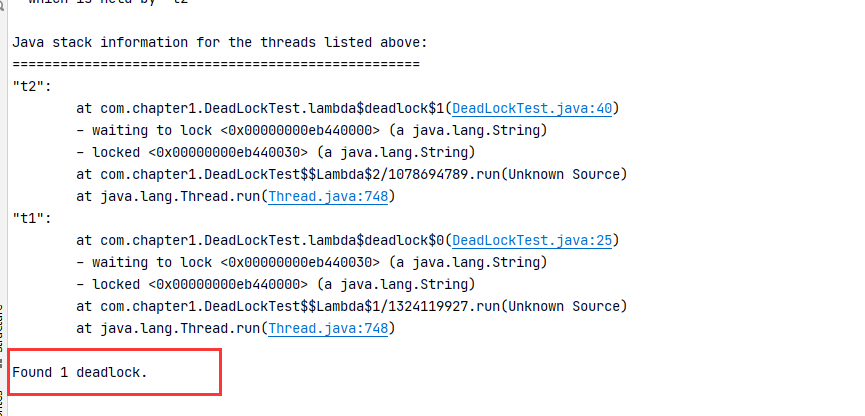 which is held by "t2"
Java stack information for the threads listed above:
===================================================
"t2":
at com.chapter1.DeadLockTest.lambda$deadlock$1(DeadLockTest.java:40)
- waiting to lock <0x00000000eb440000> (a java.lang.String)
- locked <0x00000000eb440030> (a java.lang.String)
at com.chapter1.DeadLockTest$$Lambda$2/1078694789.run(Unknown Source)
at java.lang.Thread.run(Thread.java:748)
"t1":
at com.chapter1.DeadLockTest.lambda$deadlock$0(DeadLockTest.java:25)
- waiting to lock <0x00000000eb440030> (a java.lang.String)
- locked <0x00000000eb440000> (a java.lang.String)
at com.chapter1.DeadLockTest$$Lambda$1/1324119927.run(Unknown Source)
at java.lang.Thread.run(Thread.java:748)
Found 1 deadlock.